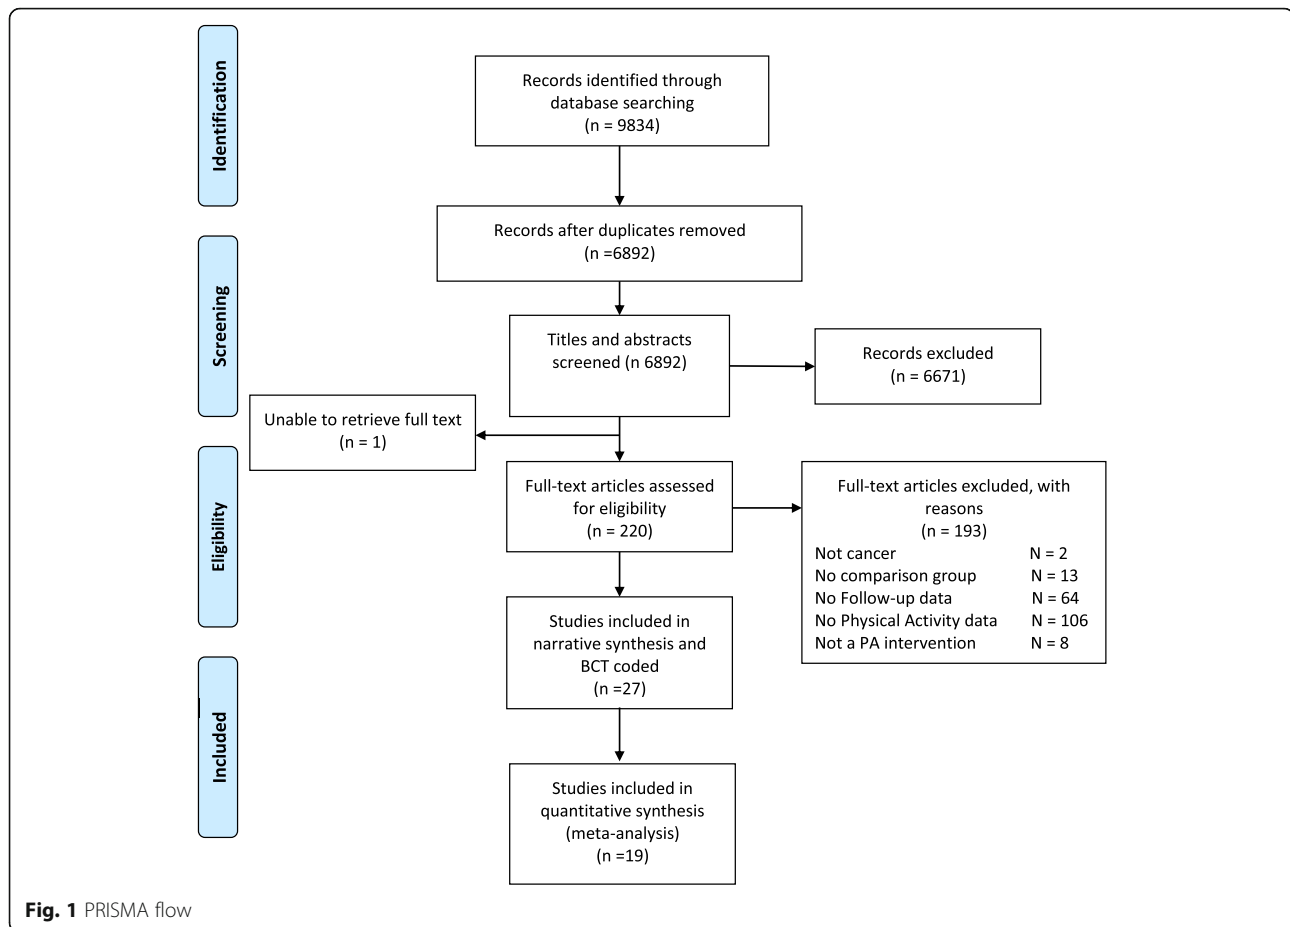 Identification
Records identified through
database searching
(n = 9834)
Records after duplicates removed
(n =6892)
Screening
Titles and abstracts
screened (n 6892)
Records excluded
(n = 6671)
Unable to retrieve full text
(n = 1)
Eligibility
Full-text articles assessed
for eligibility
(n = 220)
Full-text articles excluded, with
reasons
(n = 193)
Not cancer N = 2
No comparison group N = 13
No Follow-up data N = 64
No Physical Activity data N = 106
Not a PA intervention N = 8
Studies included in
narrative synthesis and
BCT coded
(n =27)
Included
Studies included in
quantitative synthesis
(meta-analysis)
(n =19)
Fig. 1 PRISMA flow